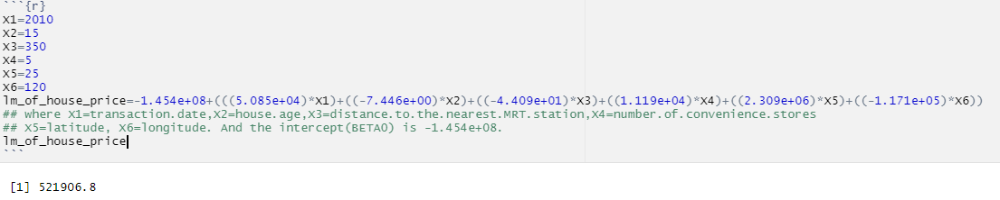 ```{r}
X1=2010
X2=15
X3=350
X4=5
X5=25
X6=120
lm_of_house_price=-1.454e+08+(((5.085e+04)*X1)+((-7.446e+00)*X2)+((-4.409e+01)*X3)+((1.119e+04)*X4)+((2.309e+06)*X5)+((-1.171e+05)*X6))
## where X1=transaction.date,X2=house.age,X3=distance.to.the.nearest.MRT.station,X4=number.of.convenience.stores
## X5=latitude, X6=longitude. And the intercept(BETA0) is -1.454e+08.
lm_of_house_price
```
[1] 521906.8